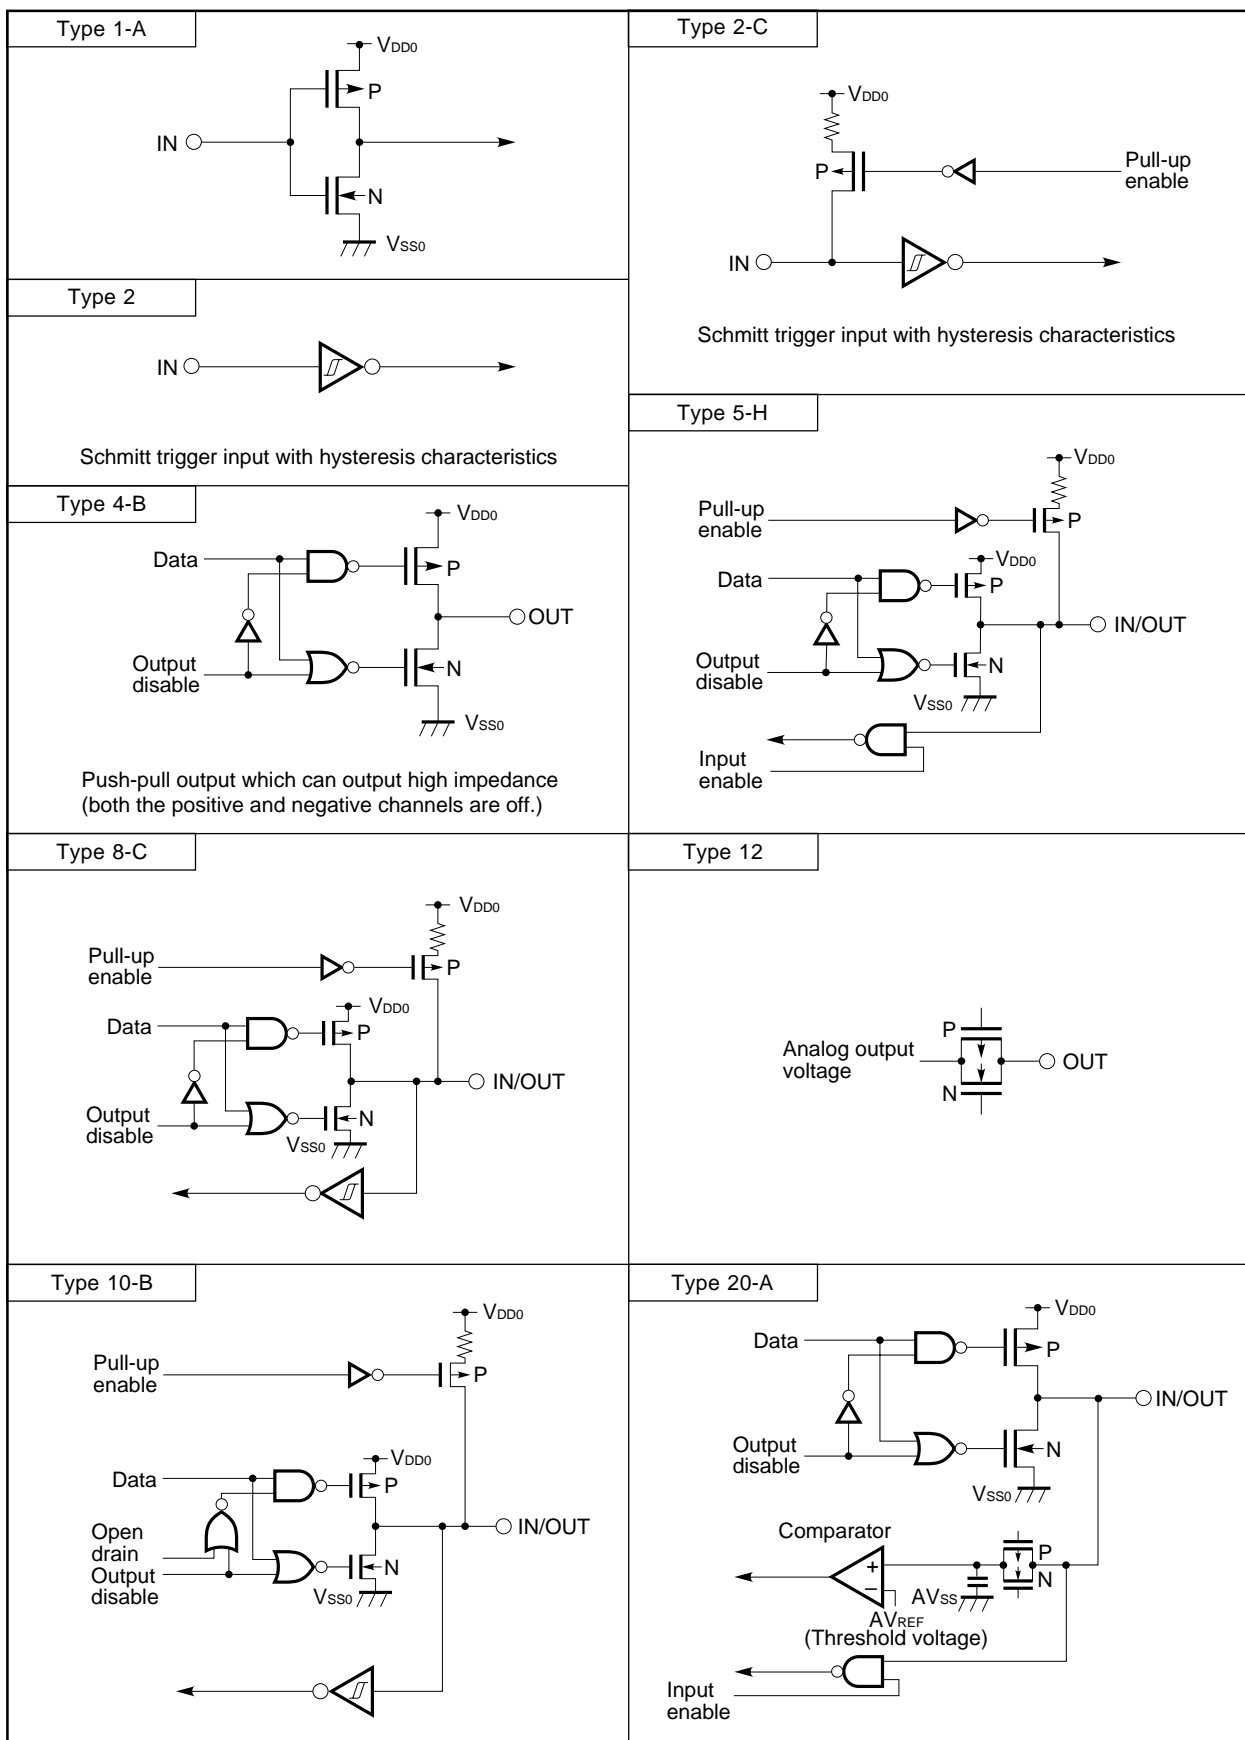 Type 1-A
VDD0
P
IN
N
VSS0
Type 2-C
VDD0
P
Pull-up
enable
IN
Schmitt trigger input with hysteresis characteristics
Type 2
IN
Schmitt trigger input with hysteresis characteristics
Type 4-B
VDD0
Data
P
OUT
Output
disable
N
VSS0
Push-pull output which can output high impedance
(both the positive and negative channels are off.)
Type 5-H
VDD0
Pull-up
enable
P
VDD0
Data
P
IN/OUT
Output
disable
N
VSS0
Input
enable
Type 8-C
VDD0
Pull-up
enable
P
VDD0
Data
P
IN/OUT
Output
disable
N
VSS0
Type 12
P
Analog output
voltage
OUT
N
Type 10-B
VDD0
Pull-up
enable
P
VDD0
Data
P
IN/OUT
Open
drain
Output
disable
N
VSS0
Type 20-A
VDD0
Data
P
IN/OUT
Output
disable
N
VSS0
Comparator
P
+
N
–
AVSS
AVREF
(Threshold voltage)
Input
enable